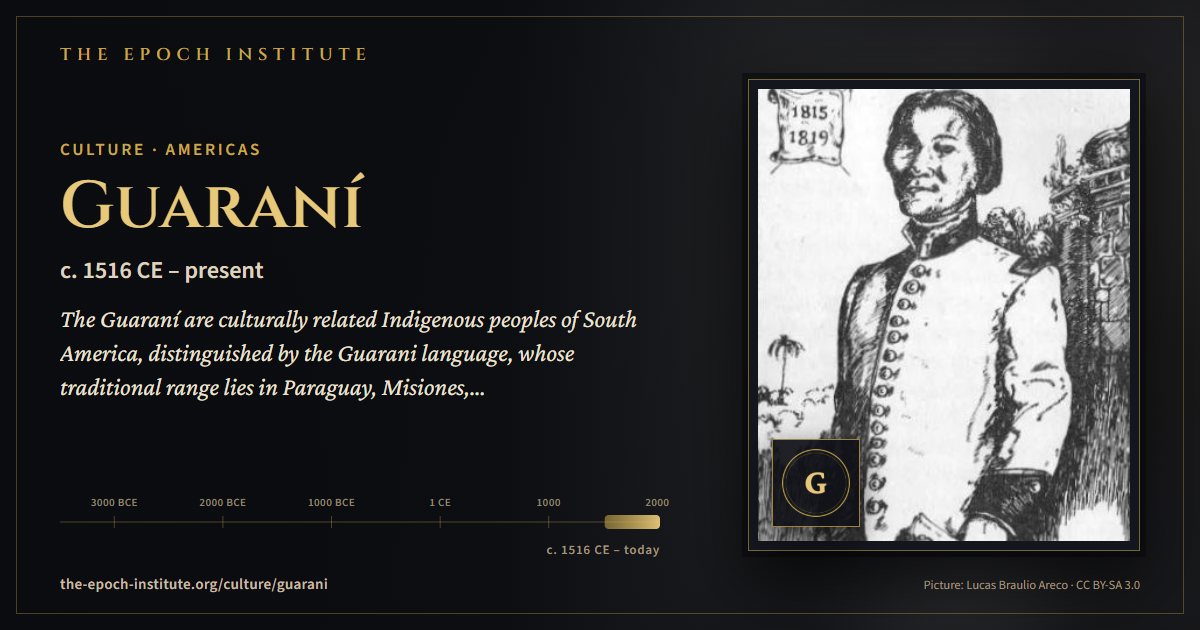 THE EPOCH INSTITUTE
CULTURE · AMERICAS
GUARANÍ
c. 1516 CE – present
The Guaraní are culturally related Indigenous peoples of South
America, distinguished by the Guarani language, whose
traditional range lies in Paraguay, Misiones,...
3000 BCE 2000 BCE 1000 BCE 1 CE 1000 2000
c. 1516 CE – today
the-epoch-institute.org/culture/guarani
1815
1819
G
Picture: Lucas Braulio Areco · CC BY-SA 3.0